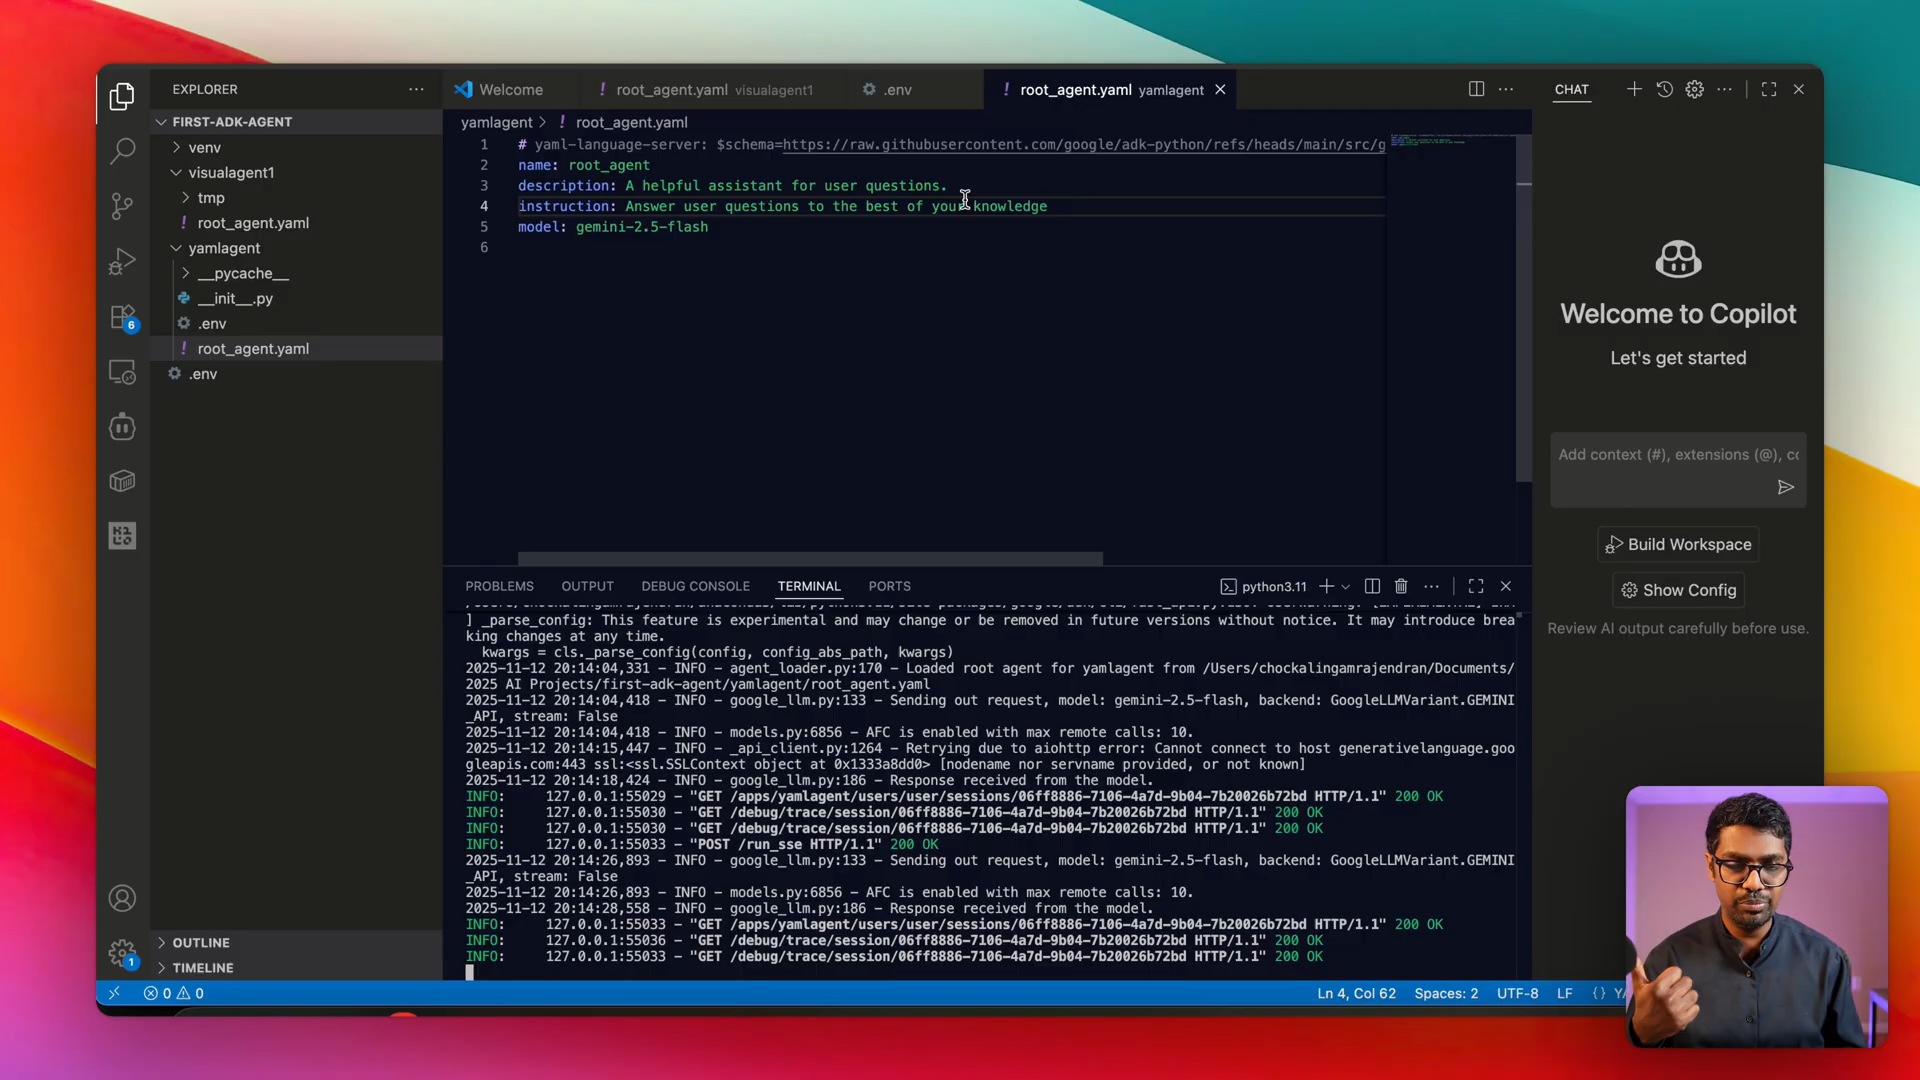 EXPLORER
FIRST-ADK-AGENT
venv
visualagent1
tmp
root_agent.yaml
yamlagent
__pycache__
__init__.py
.env
root_agent.yaml
.env
OUTLINE
TIMELINE
6
1
Welcome
root_agent.yaml visualagent1
.env
root_agent.yaml yamlagent
yamlagent > root_agent.yaml
1 # yaml-language-server: $schema=https://raw.githubusercontent.com/google/adk-python/refs/heads/main/src/g
2 name: root_agent
3 description: A helpful assistant for user questions.
4 instruction: Answer user questions to the best of your knowledge
5 model: gemini-2.5-flash
6
PROBLEMS OUTPUT DEBUG CONSOLE TERMINAL PORTS
python3.11
] _parse_config: This feature is experimental and may change or be removed in future versions without notice. It may introduce brea
king changes at any time.
kwargs = cls._parse_config(config, config_abs_path, kwargs)
2025-11-12 20:14:04,331 - INFO - agent_loader.py:170 - Loaded root agent for yamlagent from /Users/chockalingamrajendran/Documents/
2025 AI Projects/first-adk-agent/yamlagent/root_agent.yaml
2025-11-12 20:14:04,418 - INFO - google_llm.py:133 - Sending out request, model: gemini-2.5-flash, backend: GoogleLLMVariant.GEMINI
_API, stream: False
2025-11-12 20:14:04,418 - INFO - models.py:6856 - AFC is enabled with max remote calls: 10.
2025-11-12 20:14:15,447 - INFO - _api_client.py:1264 - Retrying due to aiohttp error: Cannot connect to host generativelanguage.goo
gleapis.com:443 ssl:<ssl.SSLContext object at 0x1333a8dd0> [nodename nor servname provided, or not known]
2025-11-12 20:14:18,424 - INFO - google_llm.py:186 - Response received from the model.
INFO: 127.0.0.1:55029 - "GET /apps/yamlagent/users/user/sessions/06ff8886-7106-4a7d-9b04-7b20026b72bd HTTP/1.1" 200 OK
INFO: 127.0.0.1:55030 - "GET /debug/trace/session/06ff8886-7106-4a7d-9b04-7b20026b72bd HTTP/1.1" 200 OK
INFO: 127.0.0.1:55030 - "GET /debug/trace/session/06ff8886-7106-4a7d-9b04-7b20026b72bd HTTP/1.1" 200 OK
INFO: 127.0.0.1:55033 - "POST /run_sse HTTP/1.1" 200 OK
2025-11-12 20:14:26,893 - INFO - google_llm.py:133 - Sending out request, model: gemini-2.5-flash, backend: GoogleLLMVariant.GEMINI
_API, stream: False
2025-11-12 20:14:26,893 - INFO - models.py:6856 - AFC is enabled with max remote calls: 10.
2025-11-12 20:14:28,558 - INFO - google_llm.py:186 - Response received from the model.
INFO: 127.0.0.1:55033 - "GET /apps/yamlagent/users/user/sessions/06ff8886-7106-4a7d-9b04-7b20026b72bd HTTP/1.1" 200 OK
INFO: 127.0.0.1:55036 - "GET /debug/trace/session/06ff8886-7106-4a7d-9b04-7b20026b72bd HTTP/1.1" 200 OK
INFO: 127.0.0.1:55033 - "GET /debug/trace/session/06ff8886-7106-4a7d-9b04-7b20026b72bd HTTP/1.1" 200 OK
CHAT
Welcome to Copilot
Let's get started
Add context (#), extensions (@), co
Build Workspace
Show Config
Review AI output carefully before use.
0 0
Ln 4, Col 62 Spaces: 2 UTF-8 LF {} YA